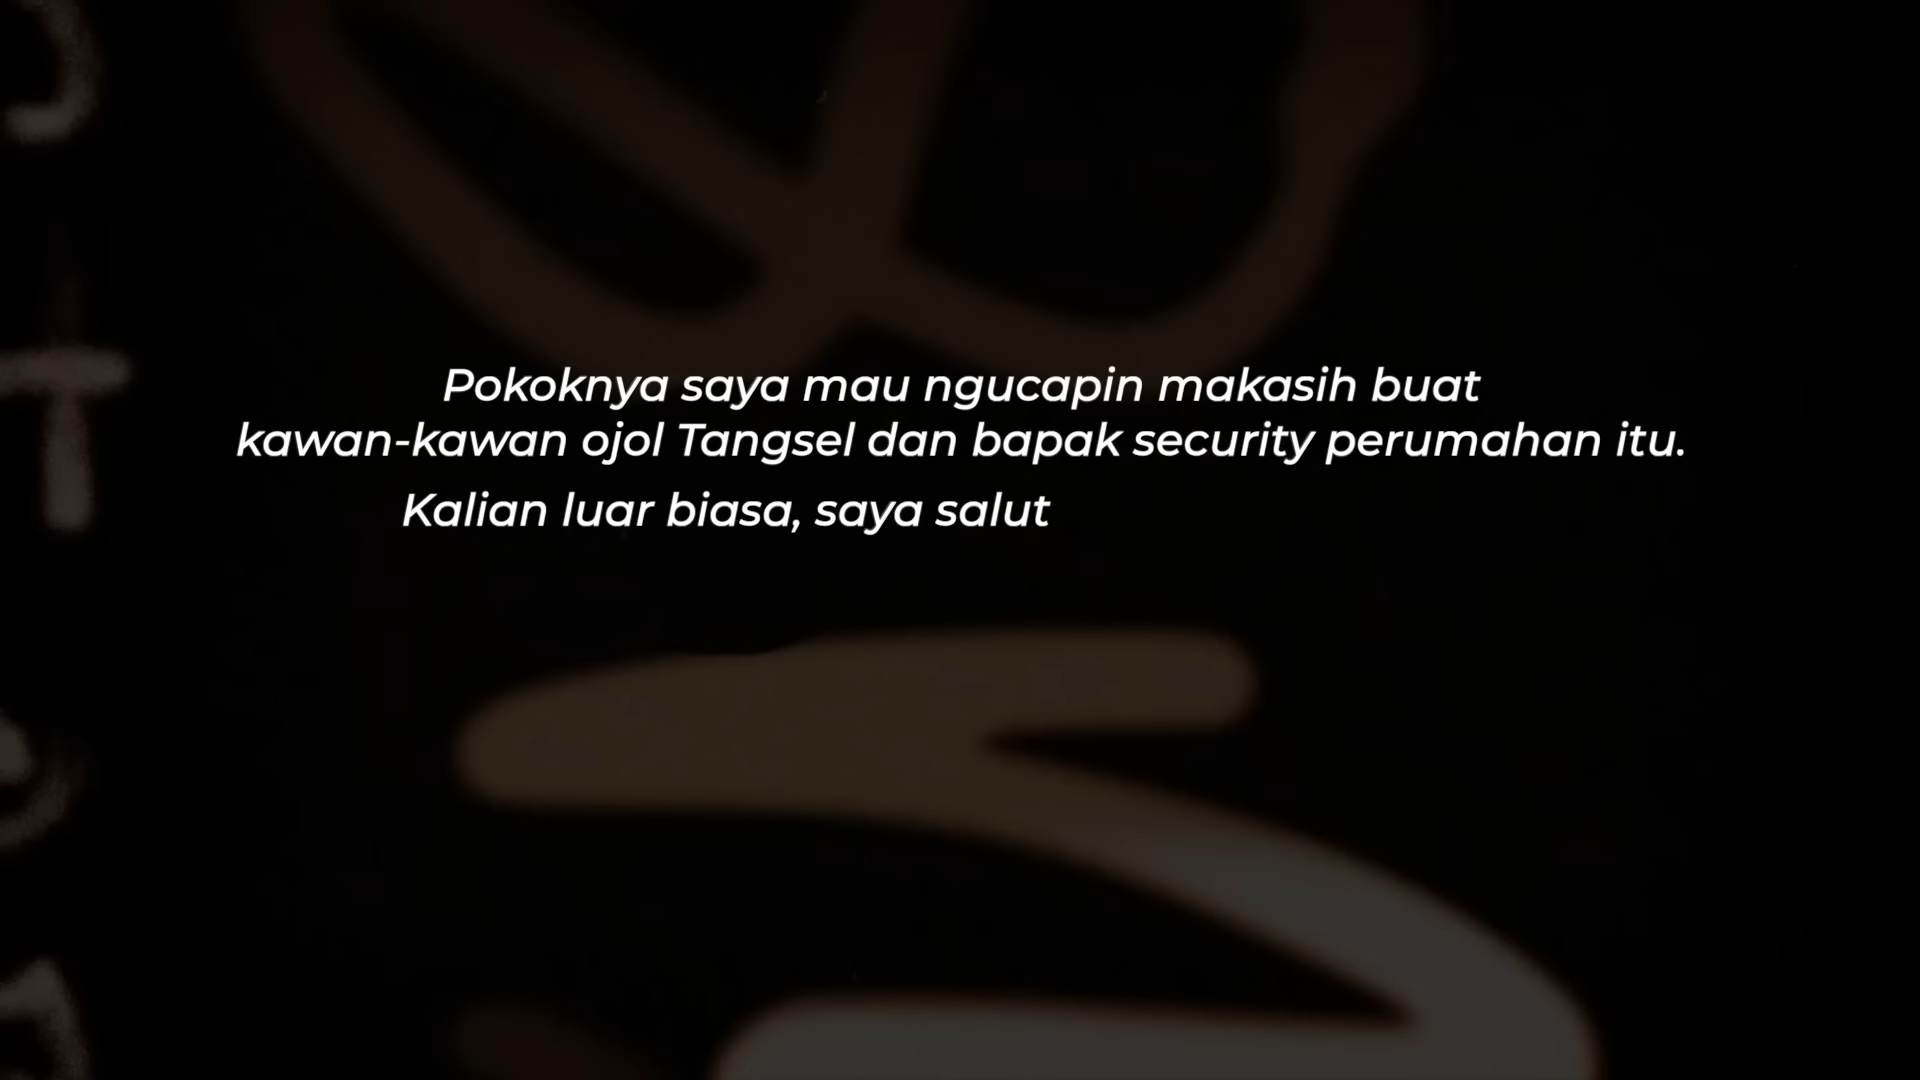 Pokoknya saya mau ngucapin makasih buat
kawan-kawan ojol Tangsel dan bapak security perumahan itu.
Kalian luar biasa, saya salut